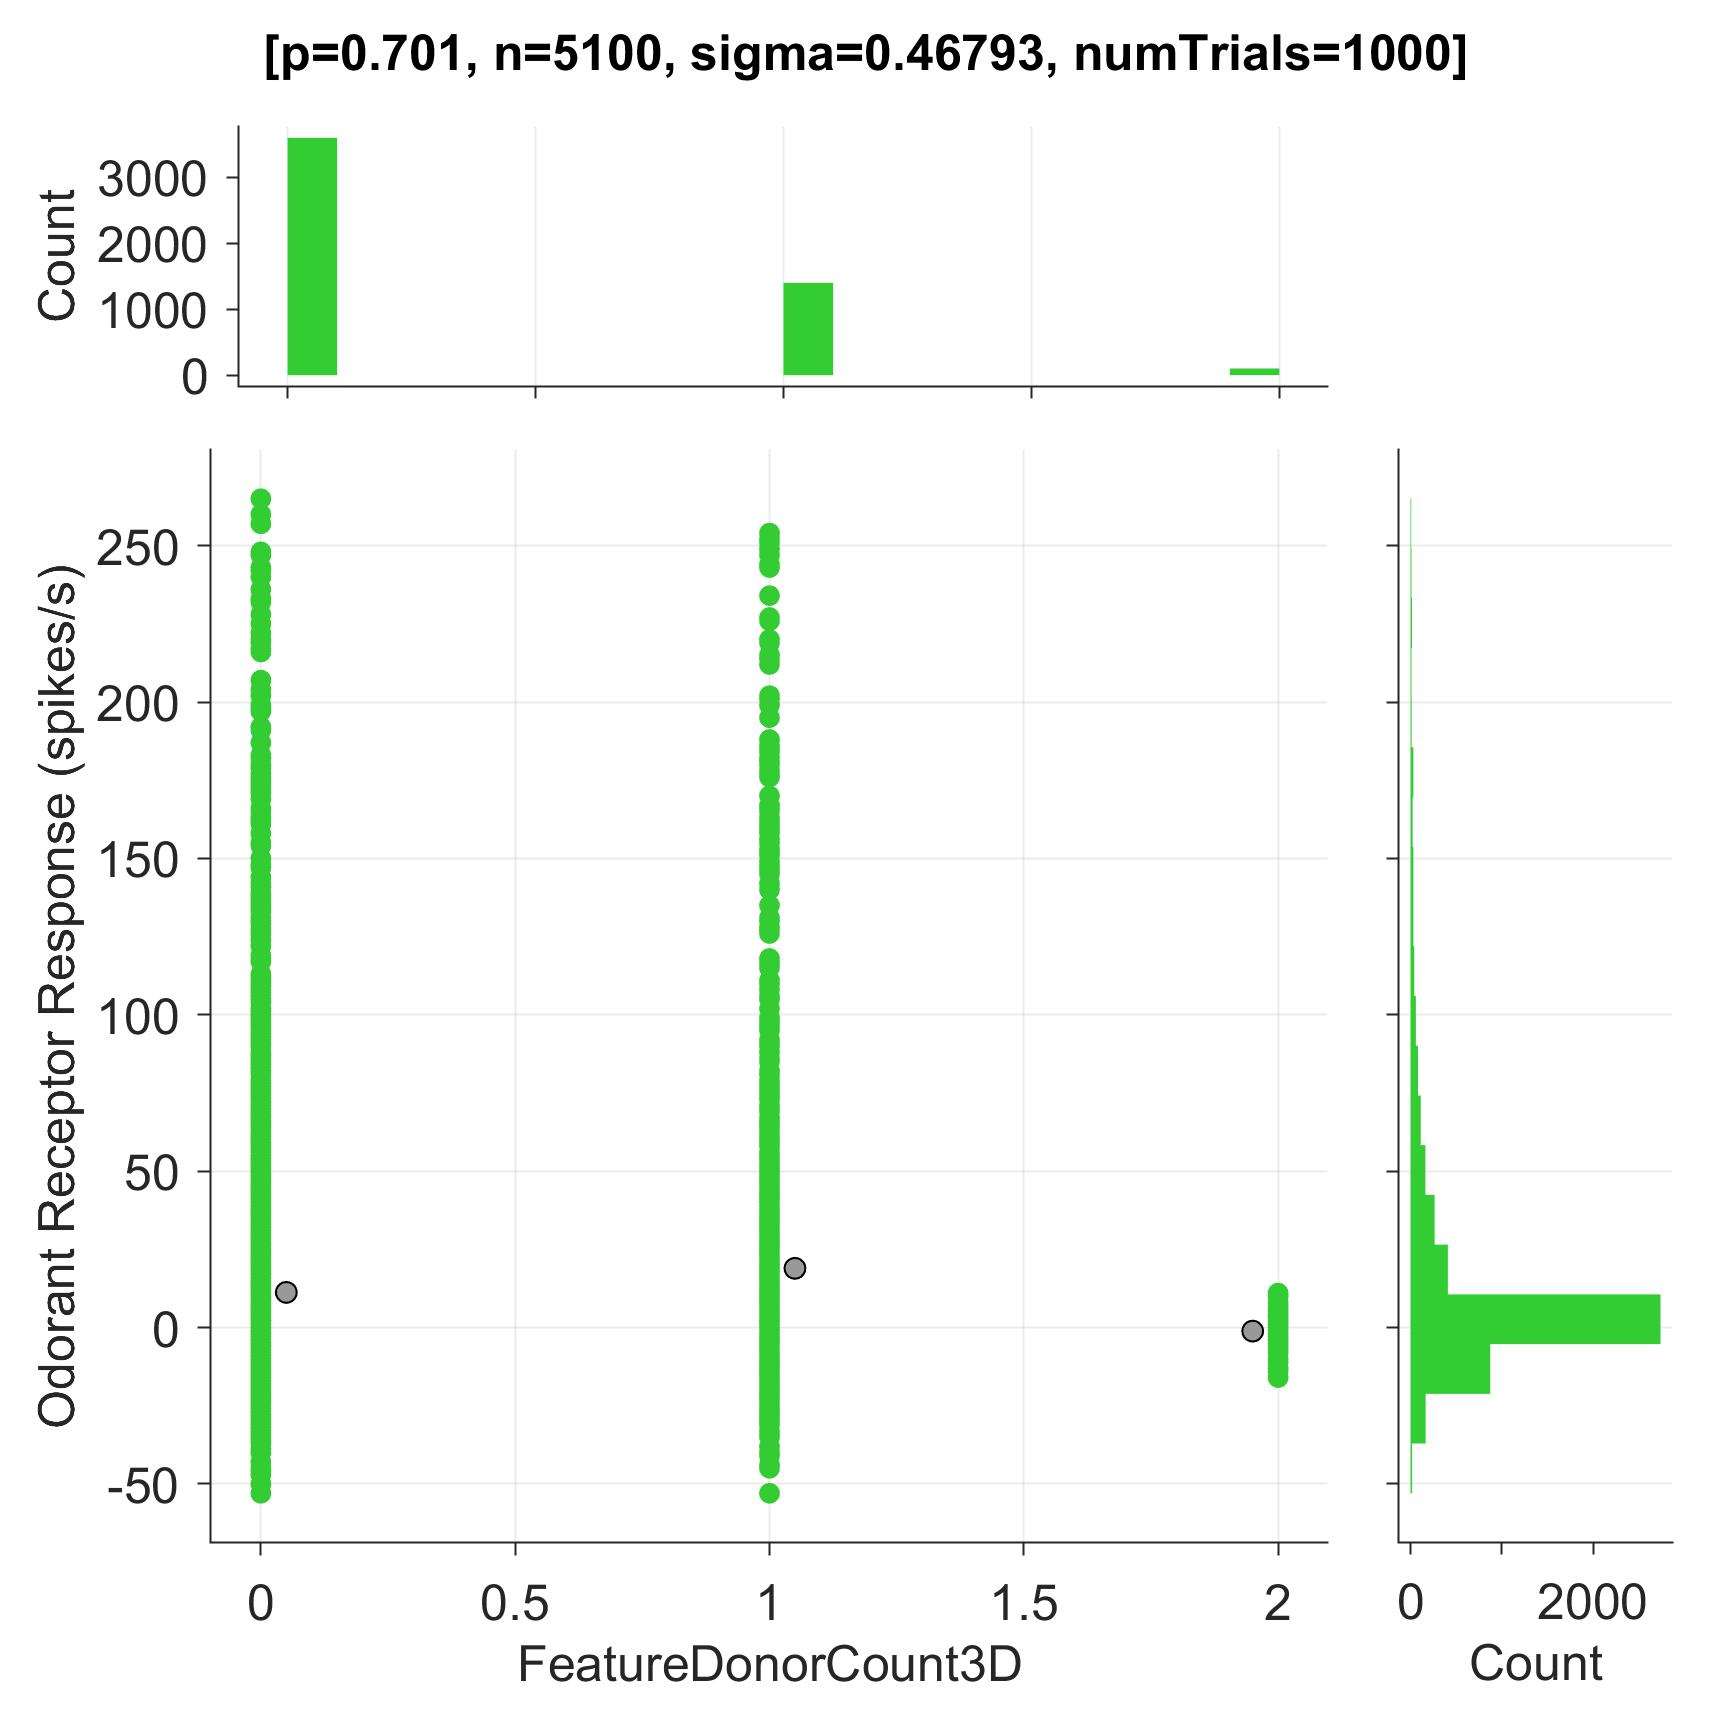 [p=0.701, n=5100, sigma=0.46793, numTrials=1000]
Count
3000
2000
1000
0
Odorant Receptor Response (spikes/s)
250
200
150
100
50
0
-50
0 0.5 1 1.5 2
FeatureDonorCount3D
0 2000
Count